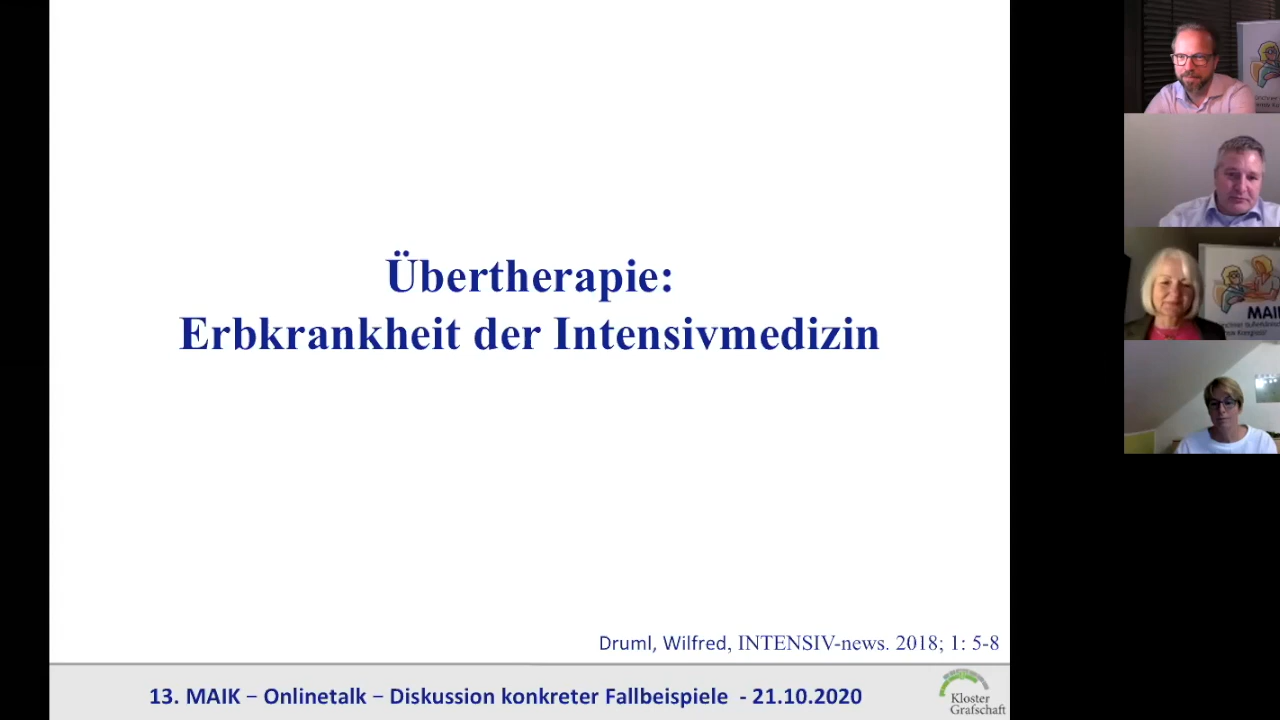 Übertherapie:
Erbkrankheit der Intensivmedizin
Druml, Wilfred, INTENSIV-news. 2018; 1: 5-8
13. MAIK – Onlinetalk – Diskussion konkreter Fallbeispiele - 21.10.2020
Kloster
Grafschaft
MAI